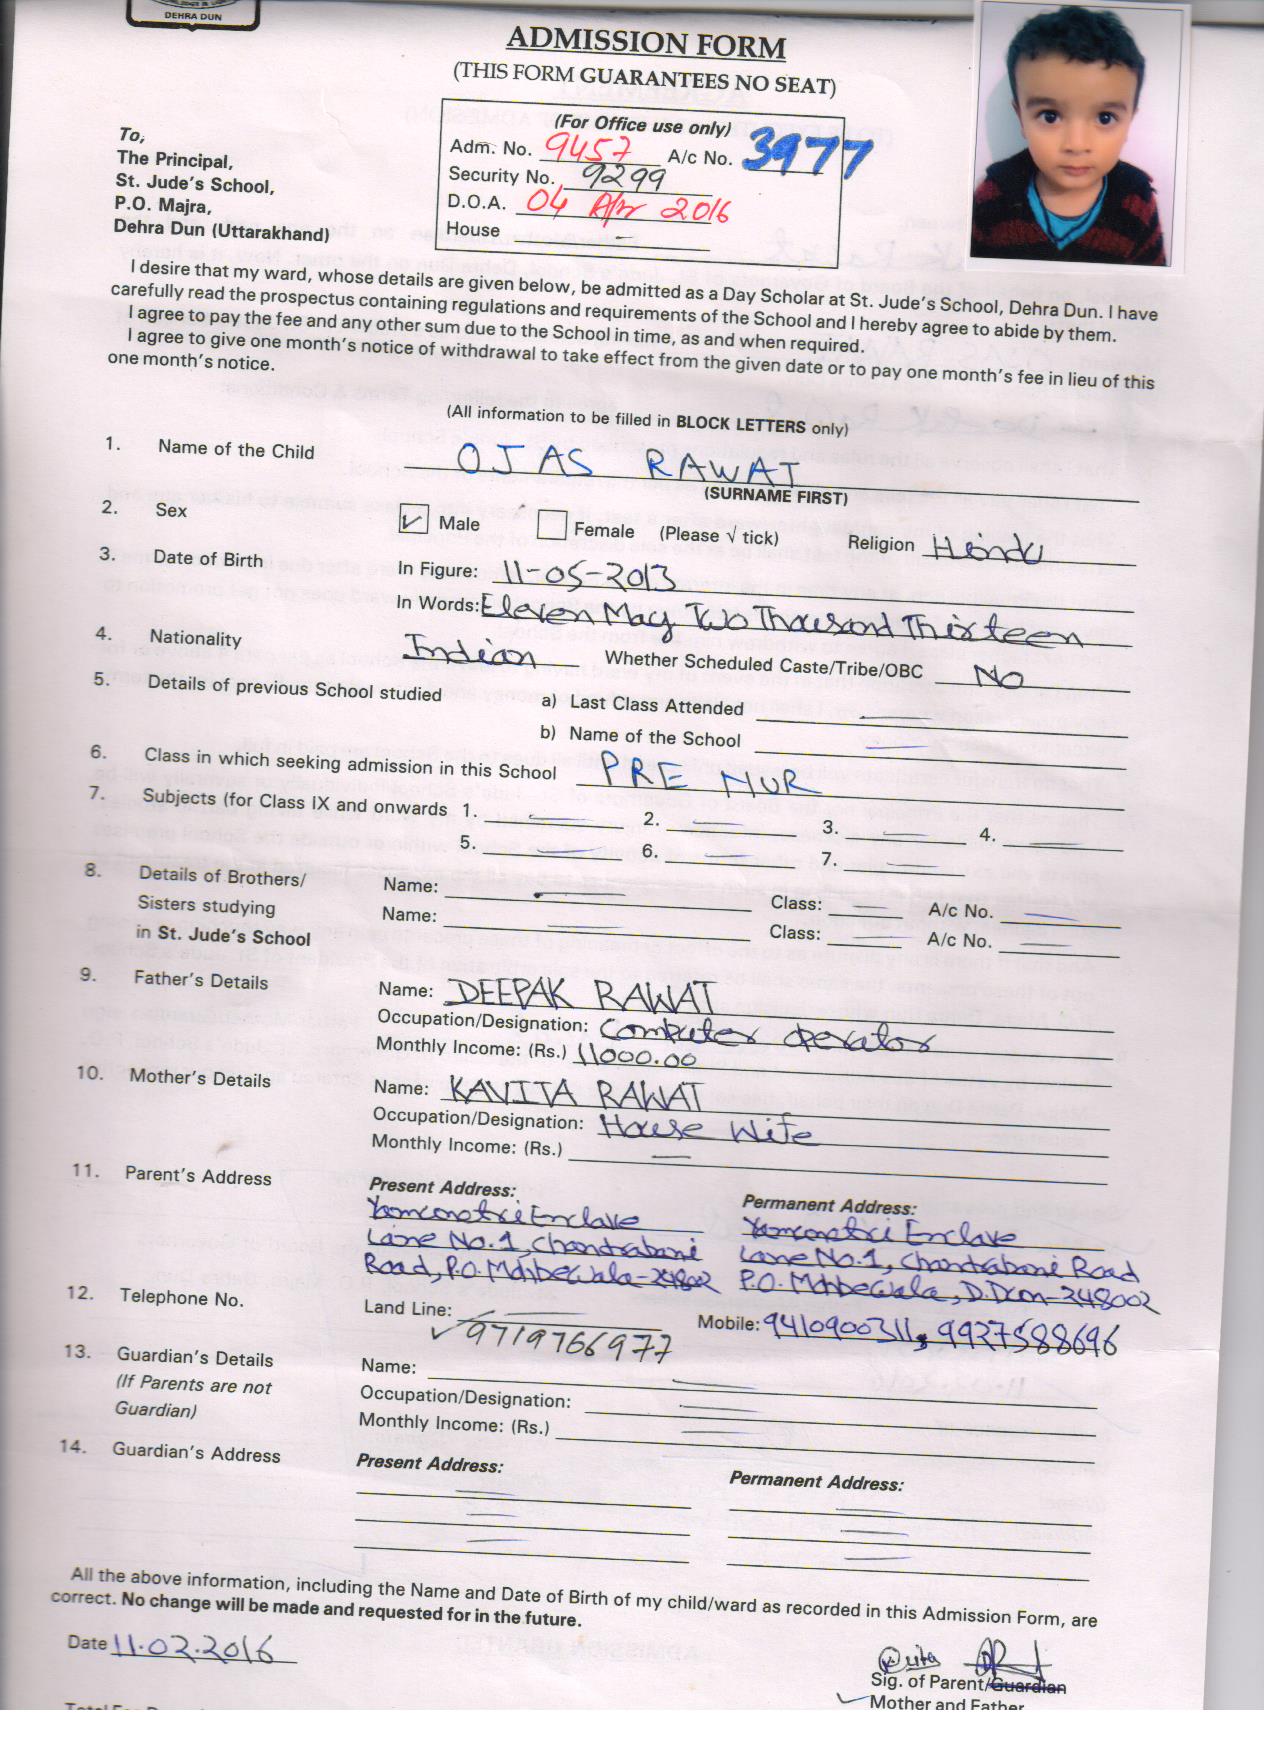 DEHRA DUN
ADMISSION FORM
(THIS FORM GUARANTEES NO SEAT)
(For Office use only)
Adm. No. 9457 A/c No. 3977
Security No. 9299
D.O.A. 04 Apr 2016
House -
To,
The Principal,
St. Jude's School,
P.O. Majra,
Dehra Dun (Uttarakhand)
I desire that my ward, whose details are given below, be admitted as a Day Scholar at St. Jude's School, Dehra Dun. I have
carefully read the prospectus containing regulations and requirements of the School and I hereby agree to abide by them.
I agree to pay the fee and any other sum due to the School in time, as and when required.
I agree to give one month's notice of withdrawal to take effect from the given date or to pay one month's fee in lieu of this
one month's notice.
(All information to be filled in BLOCK LETTERS only)
1. Name of the Child OJAS RAWAT
(SURNAME FIRST)
2. Sex ✓ Male Female (Please √ tick) Religion Hindu
3. Date of Birth In Figure: 11-05-2013
In Words: Eleven May Two Thousand Thirteen
4. Nationality Indian Whether Scheduled Caste/Tribe/OBC No
5. Details of previous School studied a) Last Class Attended —
b) Name of the School —
6. Class in which seeking admission in this School PRE NUR
7. Subjects (for Class IX and onwards 1. — 2. — 3. — 4. —
5. — 6. — 7. —
8. Details of Brothers/ Name: — Class: — A/c No. —
Sisters studying Name: — Class: — A/c No. —
in St. Jude's School
9. Father's Details Name: DEEPAK RAWAT
Occupation/Designation: Computer operator
Monthly Income: (Rs.) 11000.00
10. Mother's Details Name: KAVITA RAWAT
Occupation/Designation: House Wife
Monthly Income: (Rs.) —
11. Parent's Address Present Address: Permanent Address:
Yamunotri Enclave Yamunotri Enclave
Lane No.1, Chandrabani Lane No.1, Chandrabani Road
Road, P.O. Mohbewala-248002 P.O. Mohbewala, D.Dun-248002
12. Telephone No. Land Line: — Mobile: 9410900311, 9927588696
✓ 9719766977
13. Guardian's Details Name: —
(If Parents are not Occupation/Designation: —
Guardian) Monthly Income: (Rs.) —
14. Guardian's Address Present Address: Permanent Address:
— —
— —
— —
All the above information, including the Name and Date of Birth of my child/ward as recorded in this Admission Form, are
correct. No change will be made and requested for in the future.
Date 11.02.2016
Sig. of Parent/Guardian
✓ Mother and Father